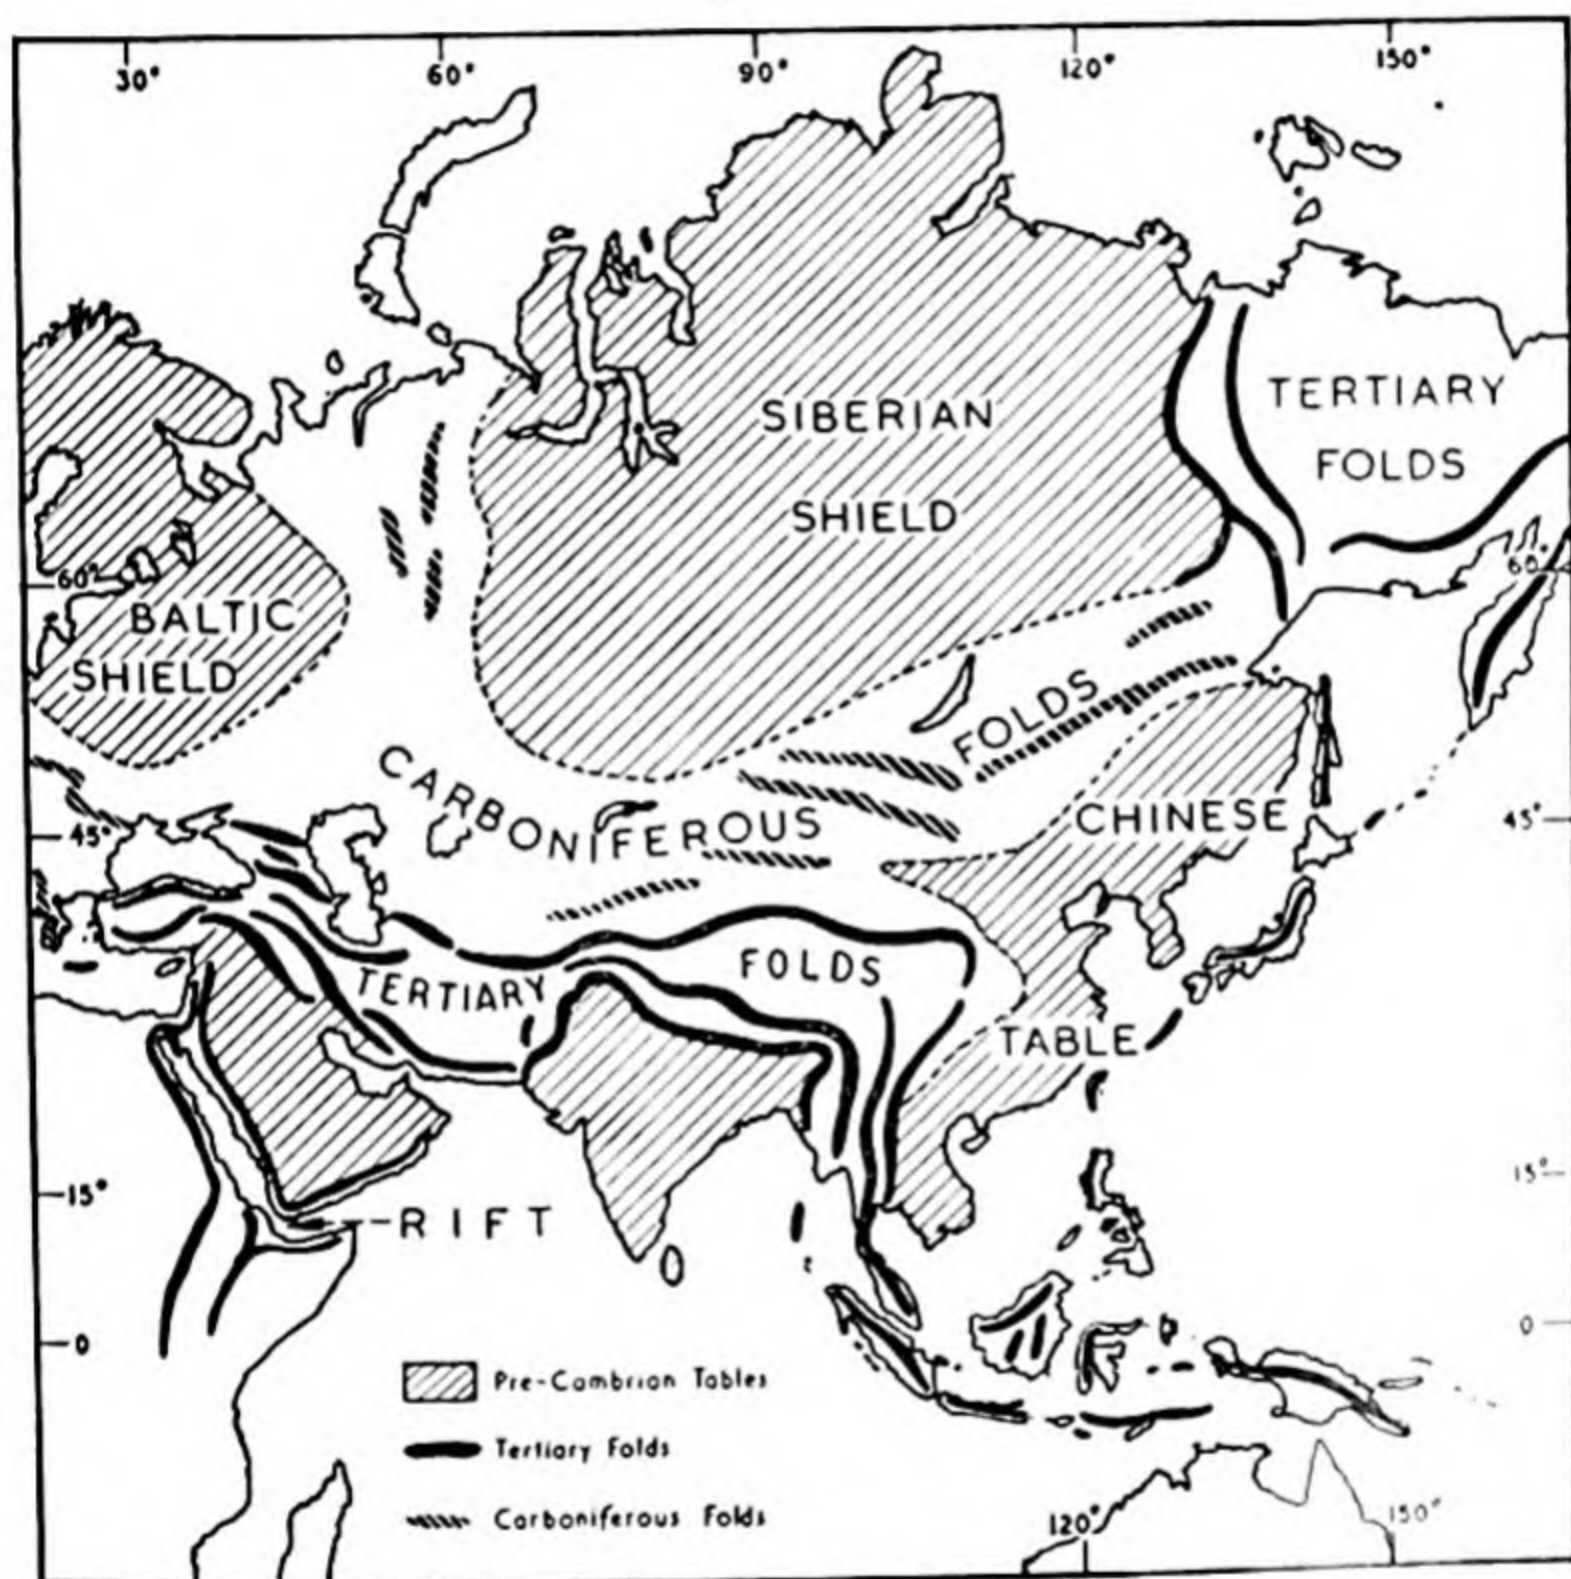 30° 60° 90° 120° 150°
TERTIARY
FOLDS
SIBERIAN
SHIELD
60° 60°
BALTIC
SHIELD
CARBONIFEROUS FOLDS
45° 45°
CHINESE
TABLE
TERTIARY FOLDS
15° 15°
RIFT
0 0
Pre-Cambrian Tables
Tertiary Folds
Carboniferous Folds
120° 150°